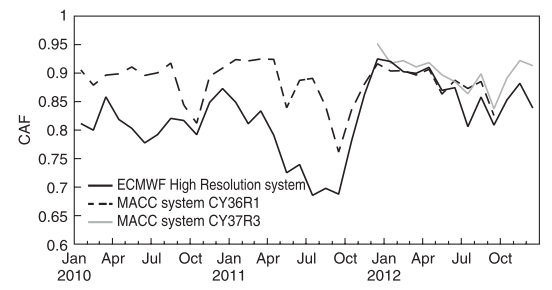 1
0.95
0.9
0.85
0.8
0.75
0.7
0.65
0.6
CAF
ECMWF High Resolution system
MACC system CY36R1
MACC system CY37R3
Jan Apr Jul Oct Jan Apr Jul Oct Jan Apr Jul Oct
2010 2011 2012